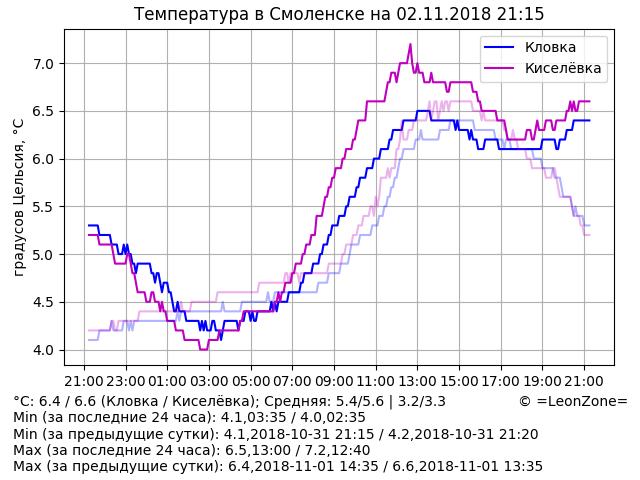 Температура в Смоленске на 02.11.2018 21:15
Кловка
Киселёвка
градусов Цельсия, °C
7.0
6.5
6.0
5.5
5.0
4.5
4.0
21:00 23:00 01:00 03:00 05:00 07:00 09:00 11:00 13:00 15:00 17:00 19:00 21:00
°C: 6.4 / 6.6 (Кловка / Киселёвка); Средняя: 5.4/5.6 | 3.2/3.3 © =LeonZone=
Min (за последние 24 часа): 4.1,03:35 / 4.0,02:35
Min (за предыдущие сутки): 4.1,2018-10-31 21:15 / 4.2,2018-10-31 21:20
Max (за последние 24 часа): 6.5,13:00 / 7.2,12:40
Max (за предыдущие сутки): 6.4,2018-11-01 14:35 / 6.6,2018-11-01 13:35